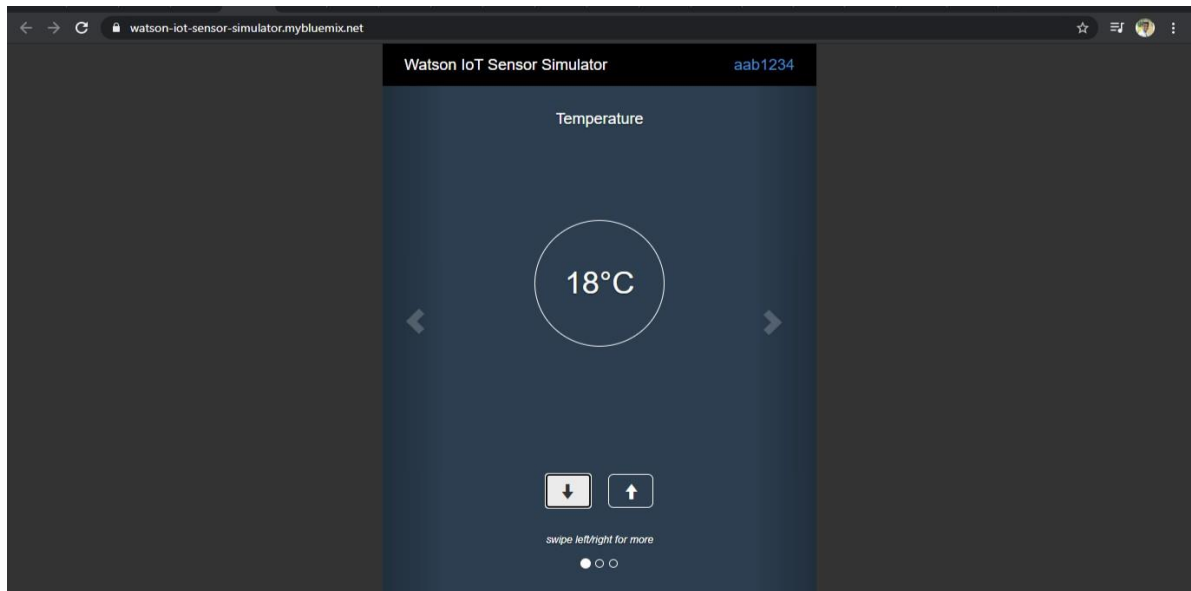 watson-iot-sensor-simulator.mybluemix.net
Watson IoT Sensor Simulator aab1234
Temperature
18°C
swipe left/right for more